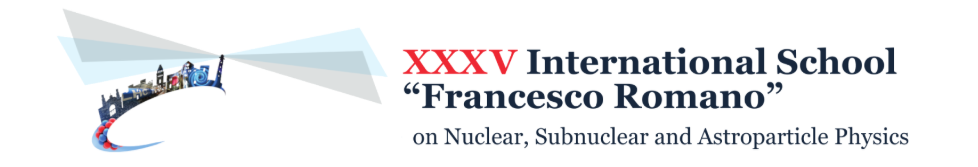 XXXV International School
“Francesco Romano”
on Nuclear, Subnuclear and Astroparticle Physics